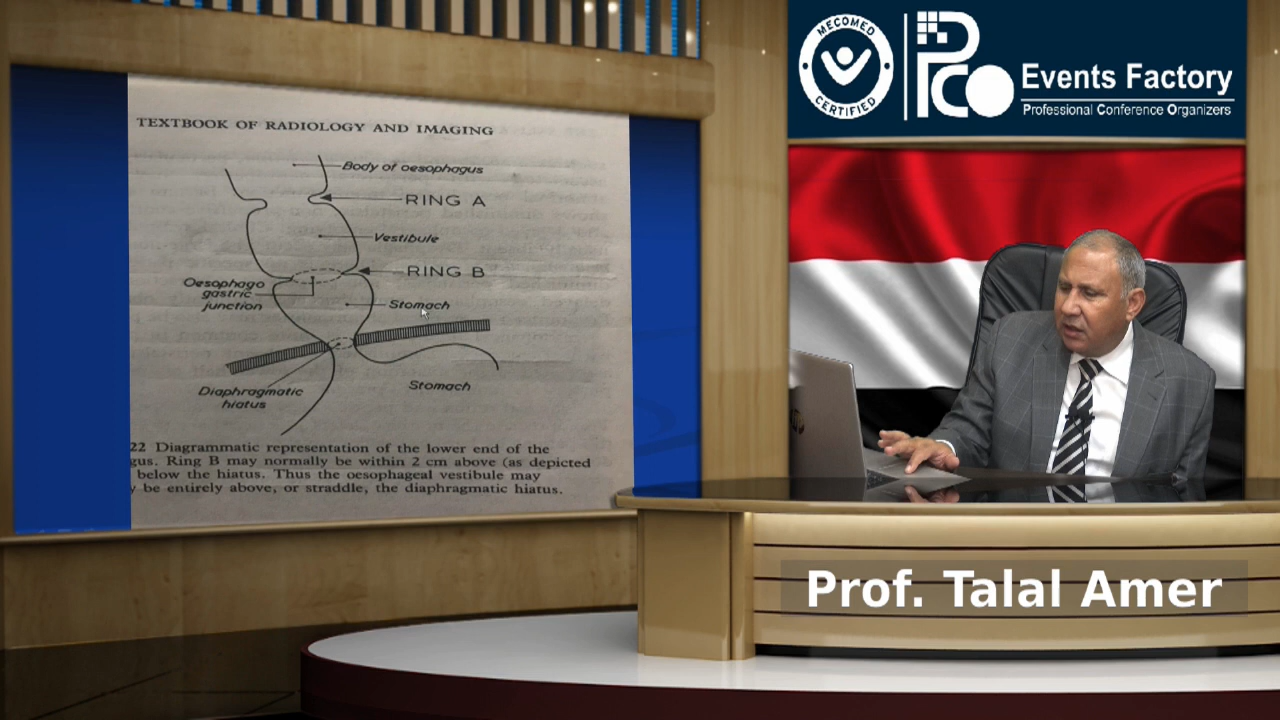 TEXTBOOK OF RADIOLOGY AND IMAGING
Body of oesophagus
RING A
Vestibule
RING B
Oesophago
gastric
junction
Stomach
Diaphragmatic
hiatus
Stomach
22 Diagrammatic representation of the lower end of the
gus. Ring B may normally be within 2 cm above (as depicted
below the hiatus. Thus the oesophageal vestibule may
y be entirely above, or straddle, the diaphragmatic hiatus.
MECOMED
CERTIFIED
PCO
Events Factory
Professional Conference Organizers
Prof. Talal Amer